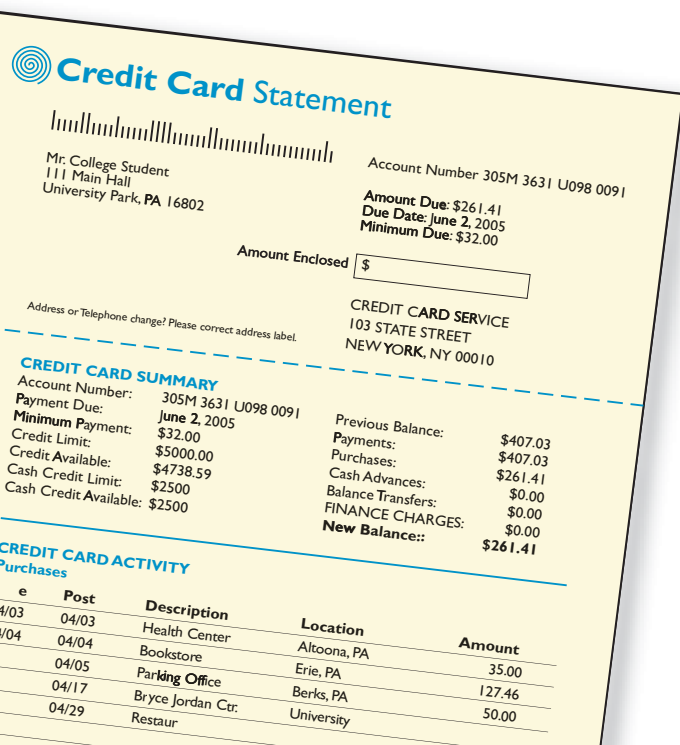 Credit Card Statement
Mr. College Student
111 Main Hall
University Park, PA 16802
Account Number 305M 3631 U098 0091
Amount Due: $261.41
Due Date: June 2, 2005
Minimum Due: $32.00
Amount Enclosed $
Address or Telephone change? Please correct address label.
CREDIT CARD SERVICE
103 STATE STREET
NEW YORK, NY 00010
CREDIT CARD SUMMARY
Account Number: 305M 3631 U098 0091
Payment Due: June 2, 2005
Minimum Payment: $32.00
Credit Limit: $5000.00
Credit Available: $4738.59
Cash Credit Limit: $2500
Cash Credit Available: $2500
Previous Balance: $407.03
Payments: $407.03
Purchases: $261.41
Cash Advances: $0.00
Balance Transfers: $0.00
FINANCE CHARGES: $0.00
New Balance:: $261.41
CREDIT CARD ACTIVITY
Purchases
e Post Description Location Amount
4/03 04/03 Health Center Altoona, PA 35.00
/04 04/04 Bookstore Erie, PA 127.46
04/05 Parking Office Berks, PA 50.00
04/17 Bryce Jordan Ctr. University
04/29 Restaur